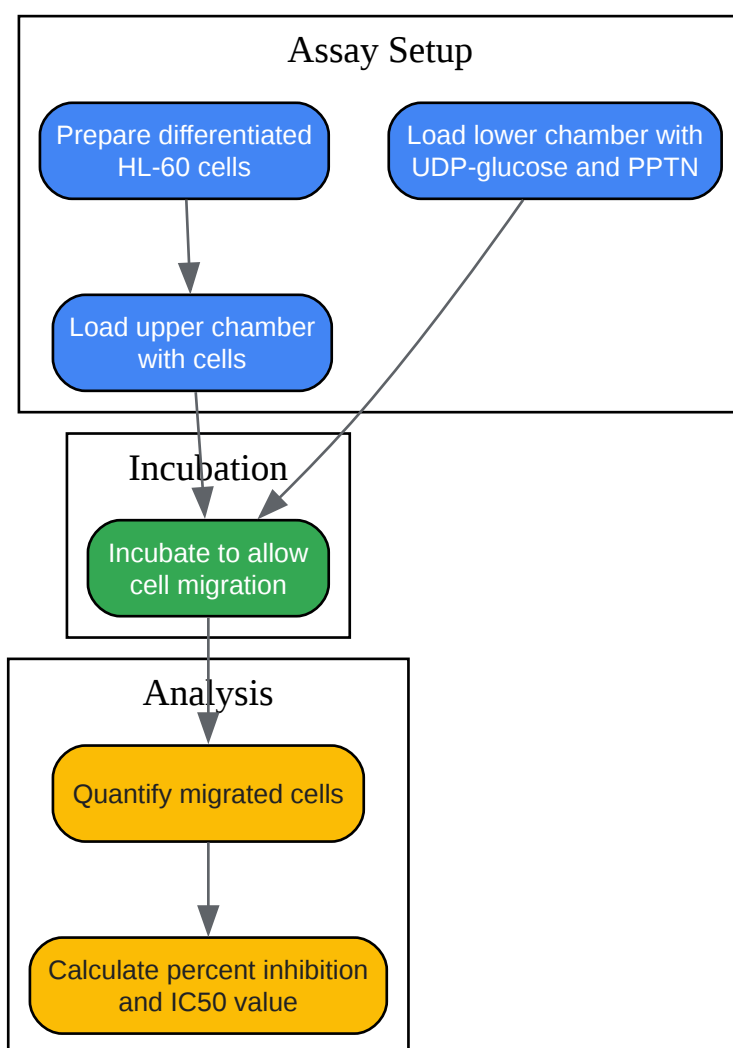 Assay Setup
Prepare differentiated
HL-60 cells
Load lower chamber with
UDP-glucose and PPTN
Load upper chamber
with cells
Incubation
Incubate to allow
cell migration
Analysis
Quantify migrated cells
Calculate percent inhibition
and IC50 value